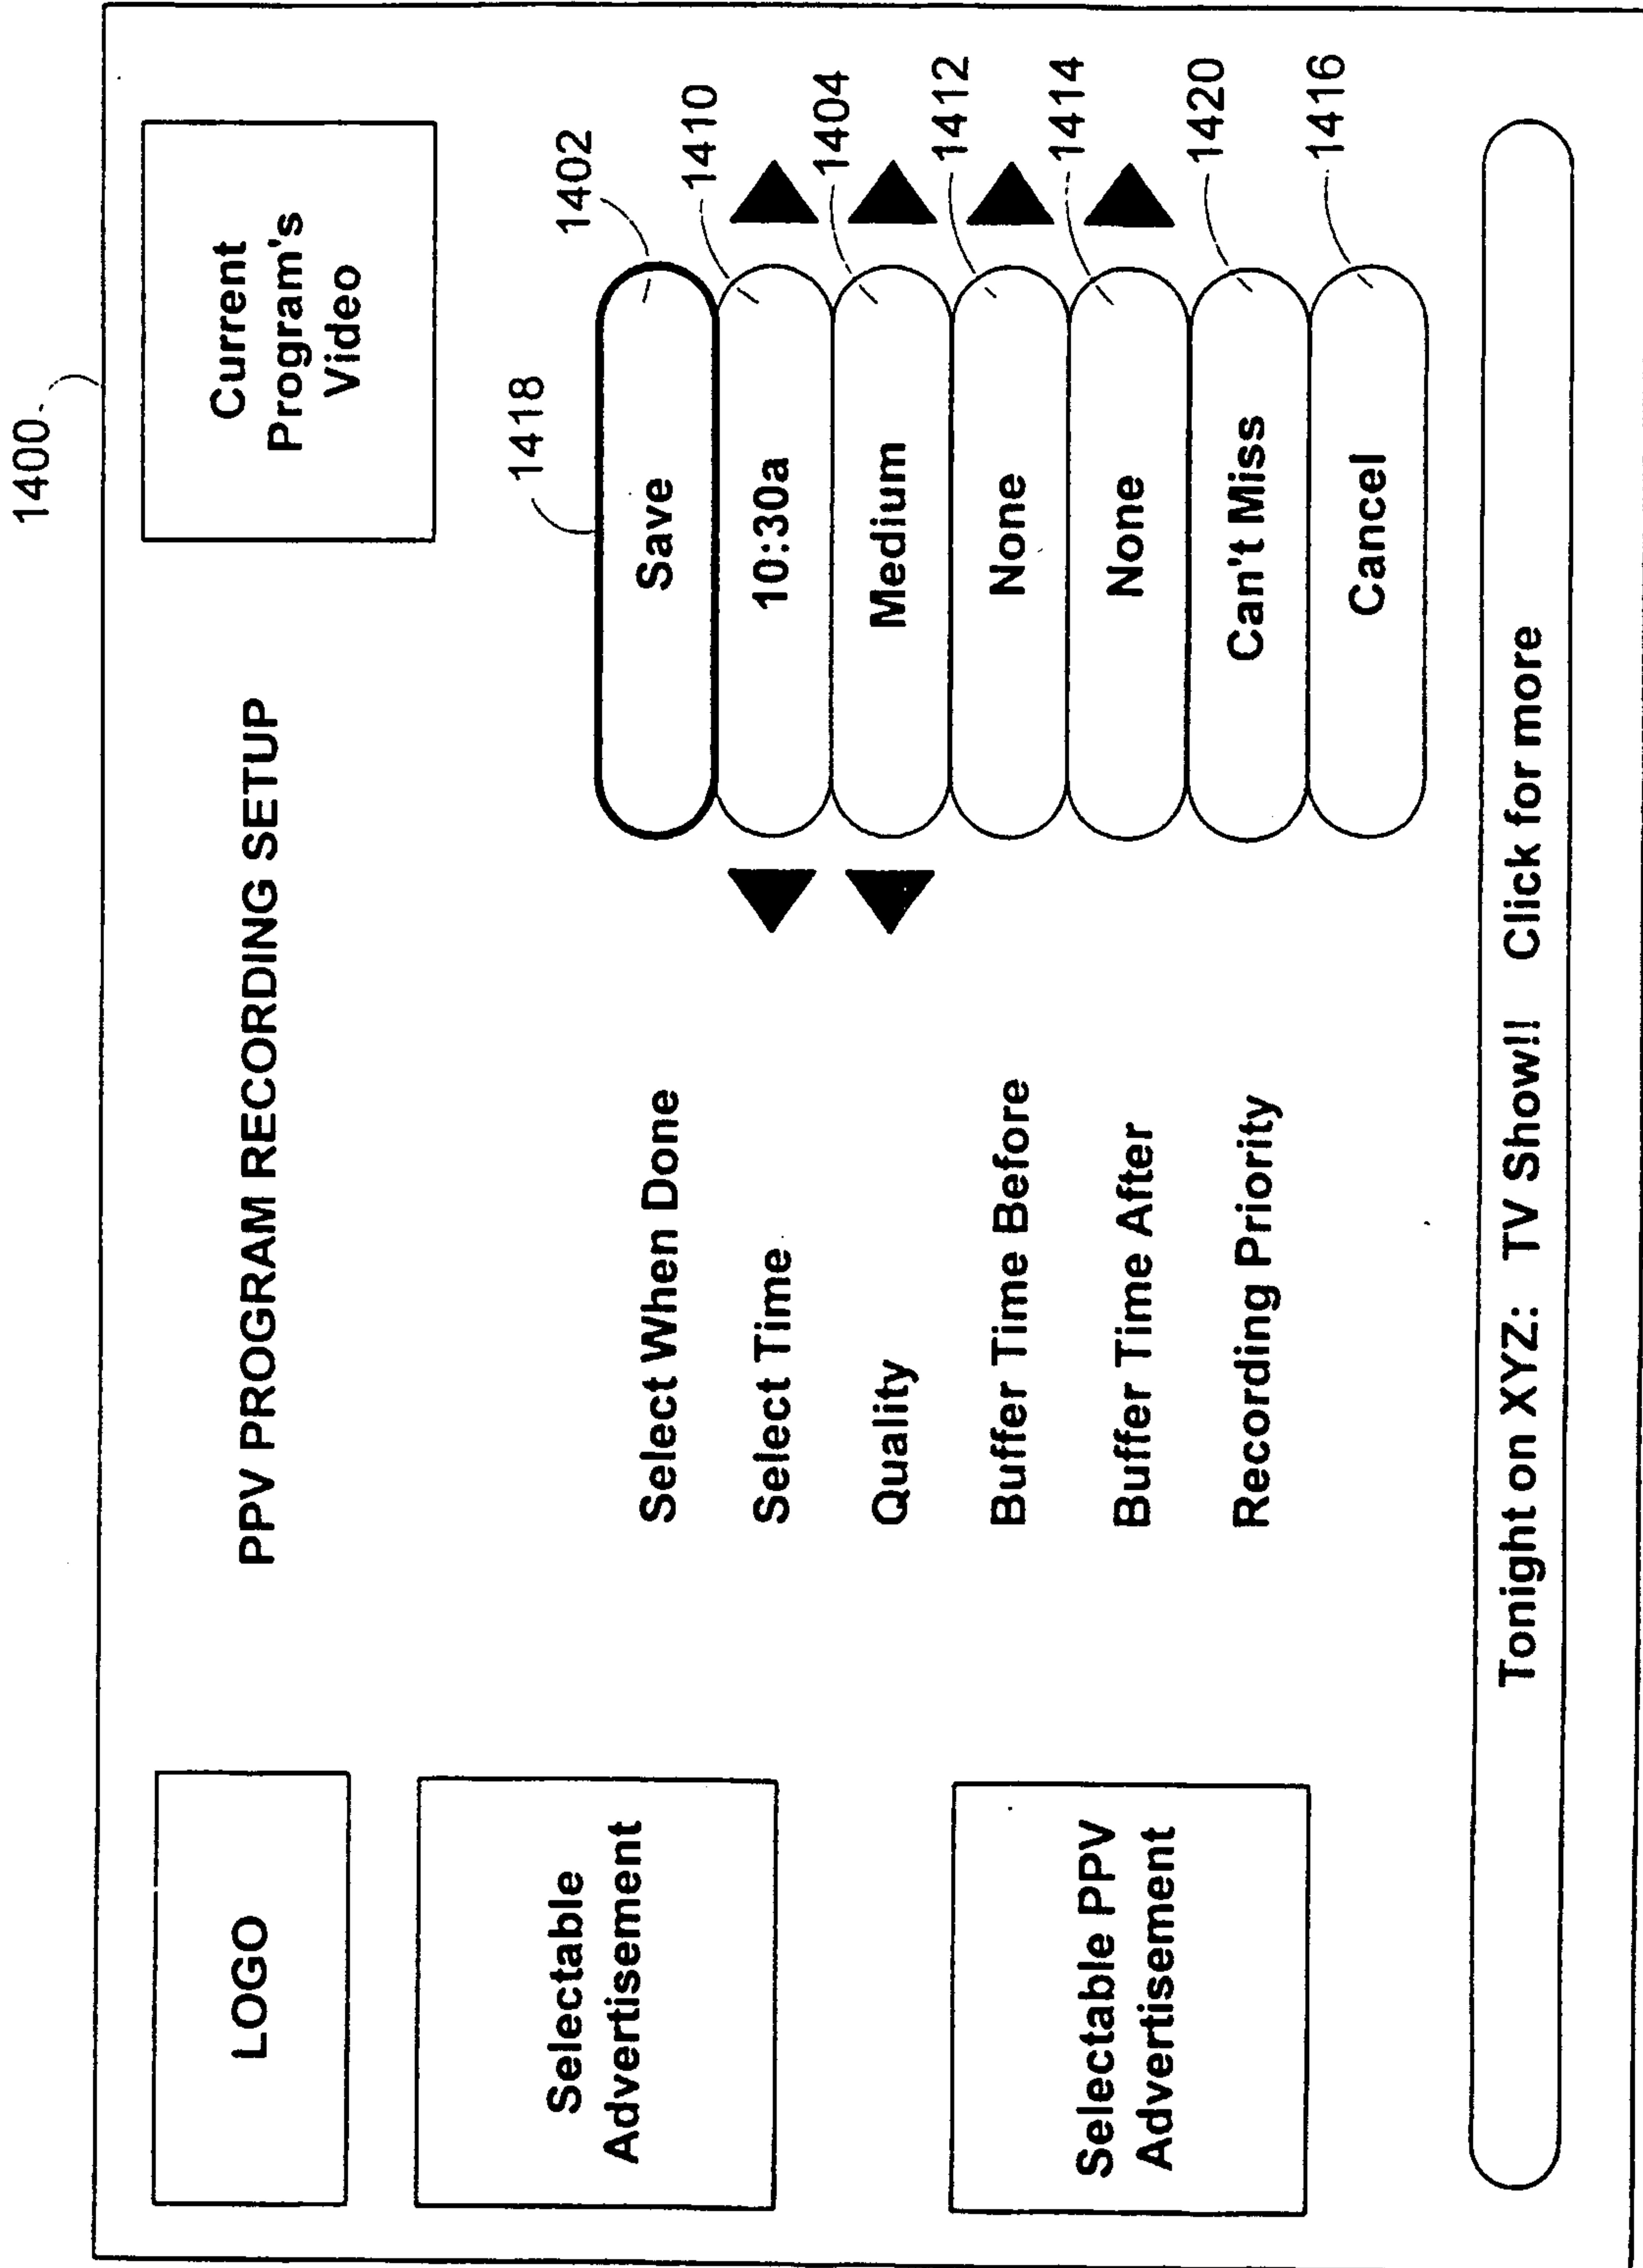 1400
LOGO
PPV PROGRAM RECORDING SETUP
Current
Program's
Video
Selectable
Advertisement
1418
1402
Select When Done
Save
1410
Select Time
10:30a
1404
Quality
Medium
1412
Buffer Time Before
None
1414
Buffer Time After
None
1420
Recording Priority
Can't Miss
1416
Cancel
Selectable PPV
Advertisement
Tonight on XYZ: TV Show!! Click for more